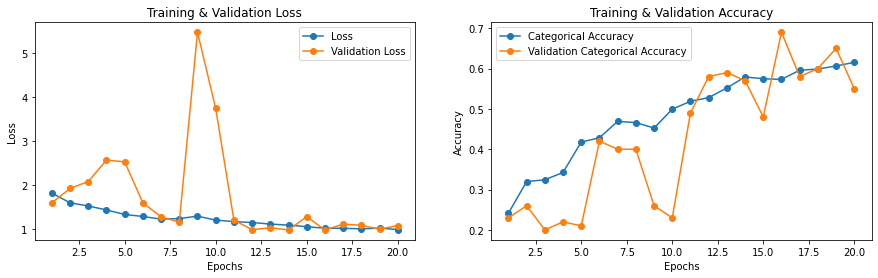 Training & Validation Loss
Loss
Validation Loss
5
4
3
2
1
Loss
2.5 5.0 7.5 10.0 12.5 15.0 17.5 20.0
Epochs
Training & Validation Accuracy
Categorical Accuracy
Validation Categorical Accuracy
0.7
0.6
0.5
0.4
0.3
0.2
Accuracy
2.5 5.0 7.5 10.0 12.5 15.0 17.5 20.0
Epochs